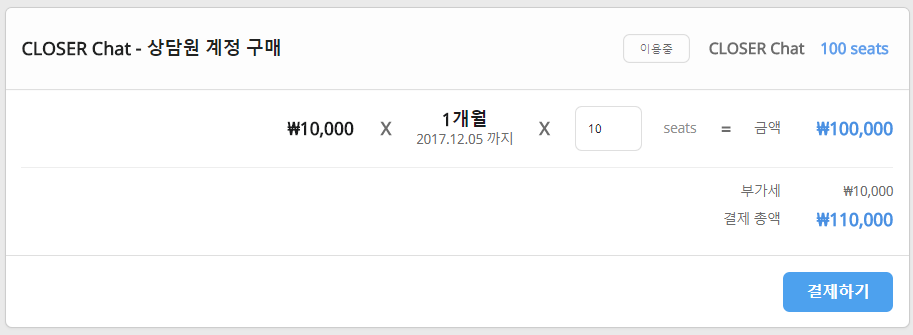 CLOSER Chat - 상담원 계정 구매 이용중 CLOSER Chat 100 seats
₩10,000 X 1개월 X 10 seats = 금액 ₩100,000
2017.12.05 까지
부가세 ₩10,000
결제 총액 ₩110,000
결제하기